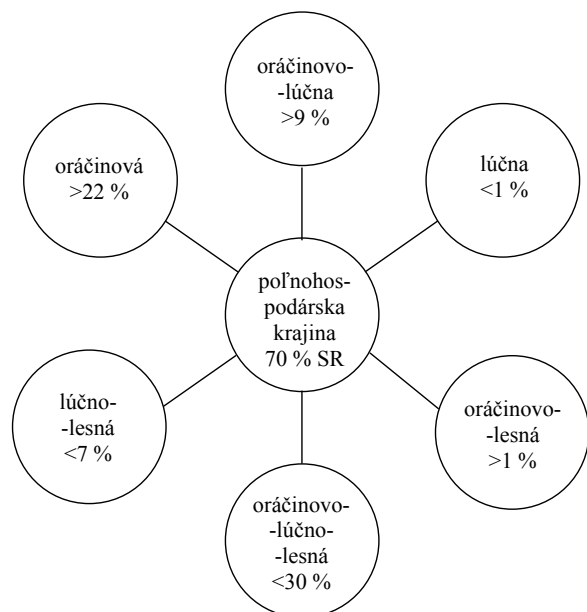 oráčinovo-
-lúčna
>9 %
oráčinová
>22 %
lúčna
<1 %
poľnohos-
podárska
krajina
70 % SR
lúčno-
-lesná
<7 %
oráčinovo-
-lesná
>1 %
oráčinovo-
-lúčno-
-lesná
<30 %